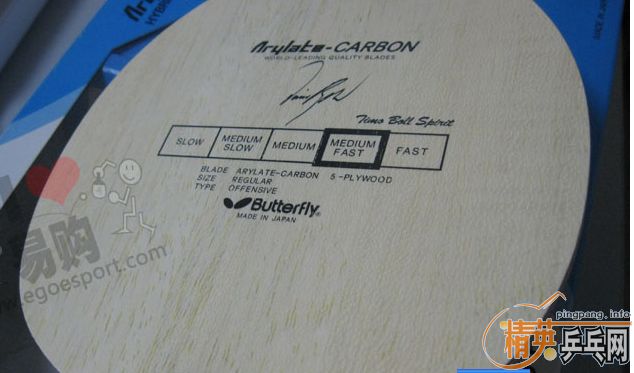 Arylate-CARBON
WORLD-LEADING QUALITY BLADES
Timo Boll Spirit
SLOW
MEDIUM SLOW
MEDIUM
MEDIUM FAST
FAST
BLADE ARYLATE-CARBON 5-PLYWOOD
SIZE REGULAR
TYPE OFFENSIVE
Butterfly®
MADE IN JAPAN
易购
www.egoesport.com
pingpang.info
精英乒乓网